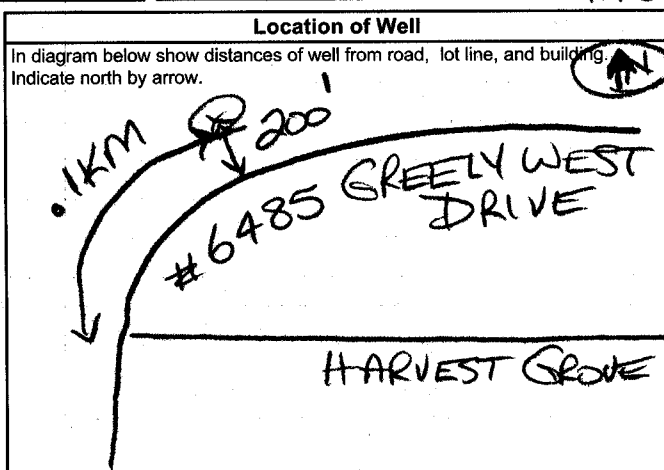 Location of Well
In diagram below show distances of well from road, lot line, and building.
Indicate north by arrow.
N
200'
.1KM
#6485 GREELY WEST
DRIVE
HARVEST GROVE